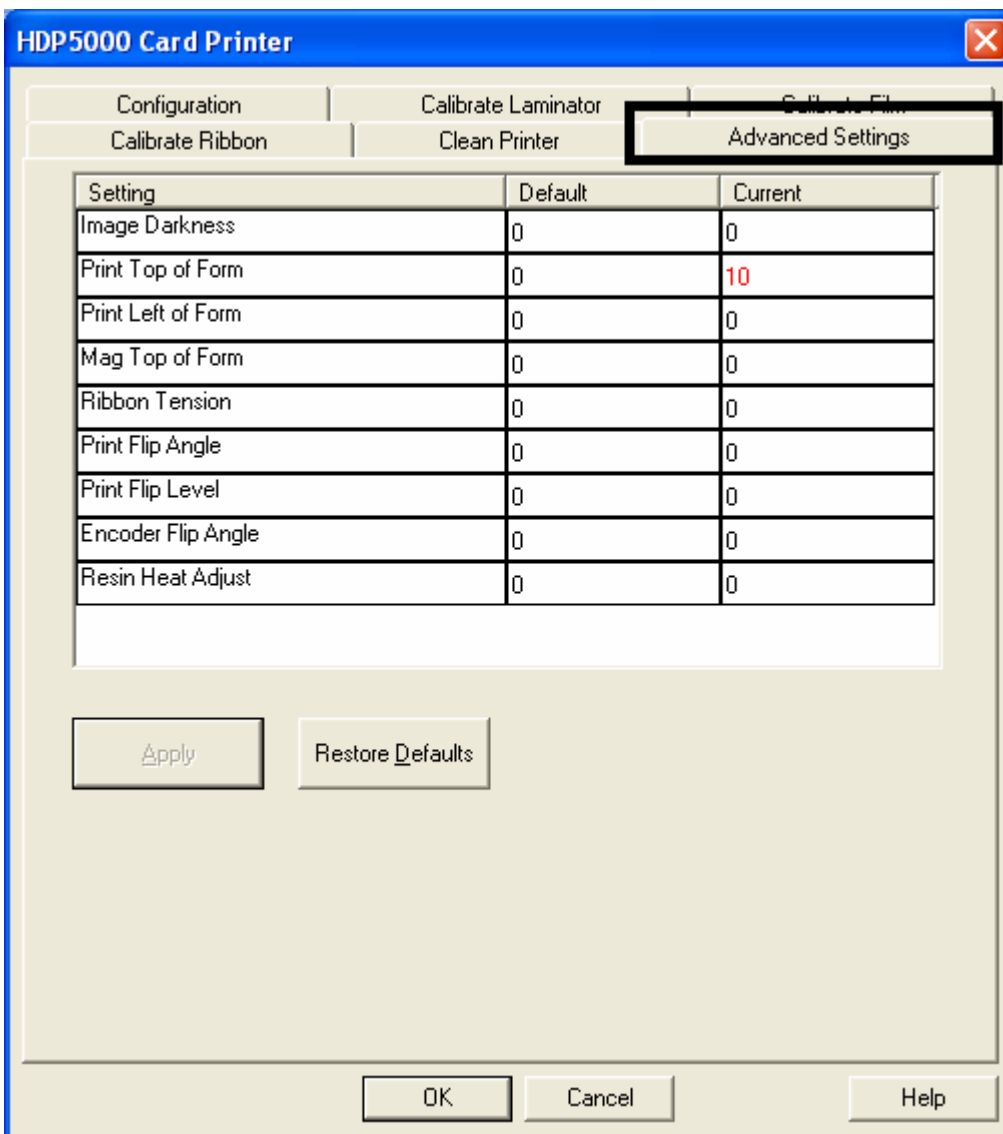 HDP5000 Card Printer
Configuration Calibrate Laminator Calibrate Film
Calibrate Ribbon Clean Printer Advanced Settings
Setting Default Current
Image Darkness 0 0
Print Top of Form 0 10
Print Left of Form 0 0
Mag Top of Form 0 0
Ribbon Tension 0 0
Print Flip Angle 0 0
Print Flip Level 0 0
Encoder Flip Angle 0 0
Resin Heat Adjust 0 0
Apply Restore Defaults
OK Cancel Help